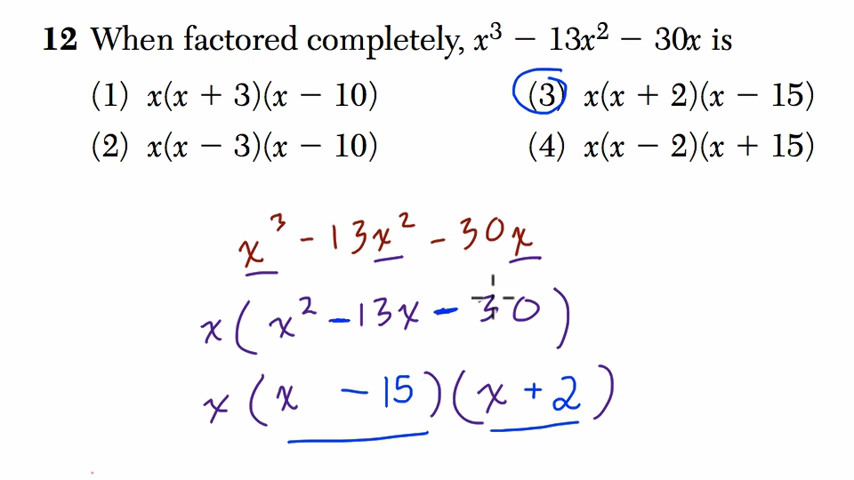 12 When factored completely, x³ − 13x² − 30x is
(1) x(x + 3)(x − 10) (3) x(x + 2)(x − 15)
(2) x(x − 3)(x − 10) (4) x(x − 2)(x + 15)
x³ - 13x² - 30x
x(x² - 13x - 30)
x(x - 15)(x + 2)